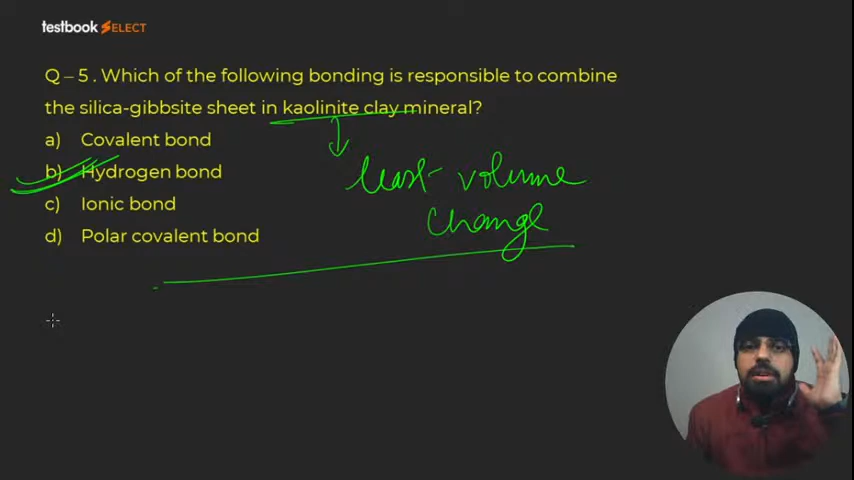 testbook SELECT
Q – 5 . Which of the following bonding is responsible to combine
the silica-gibbsite sheet in kaolinite clay mineral?
a) Covalent bond
b) Hydrogen bond
c) Ionic bond
d) Polar covalent bond
least volume
change